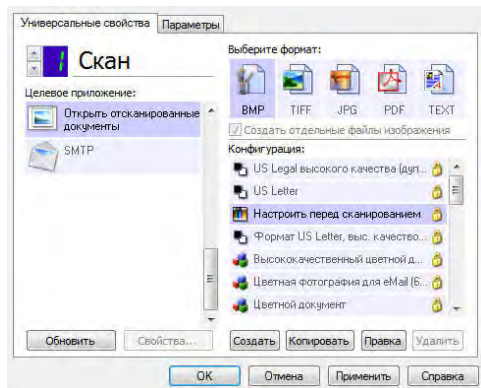 Универсальные свойства Параметры
1 Скан
Целевое приложение:
Открыть отсканированные
документы
SMTP
Обновить Свойства...
Выберите формат:
BMP TIFF JPG PDF TEXT
Создать отдельные файлы изображения
Конфигурация:
US Legal высокого качества (дуп...
US Letter
Настроить перед сканированием
Формат US Letter, выс. качество...
Высококачественный цветной д...
Цветная фотография для eMail (6...
Цветной документ
Создать Копировать Правка Удалить
OK Отмена Применить Справка